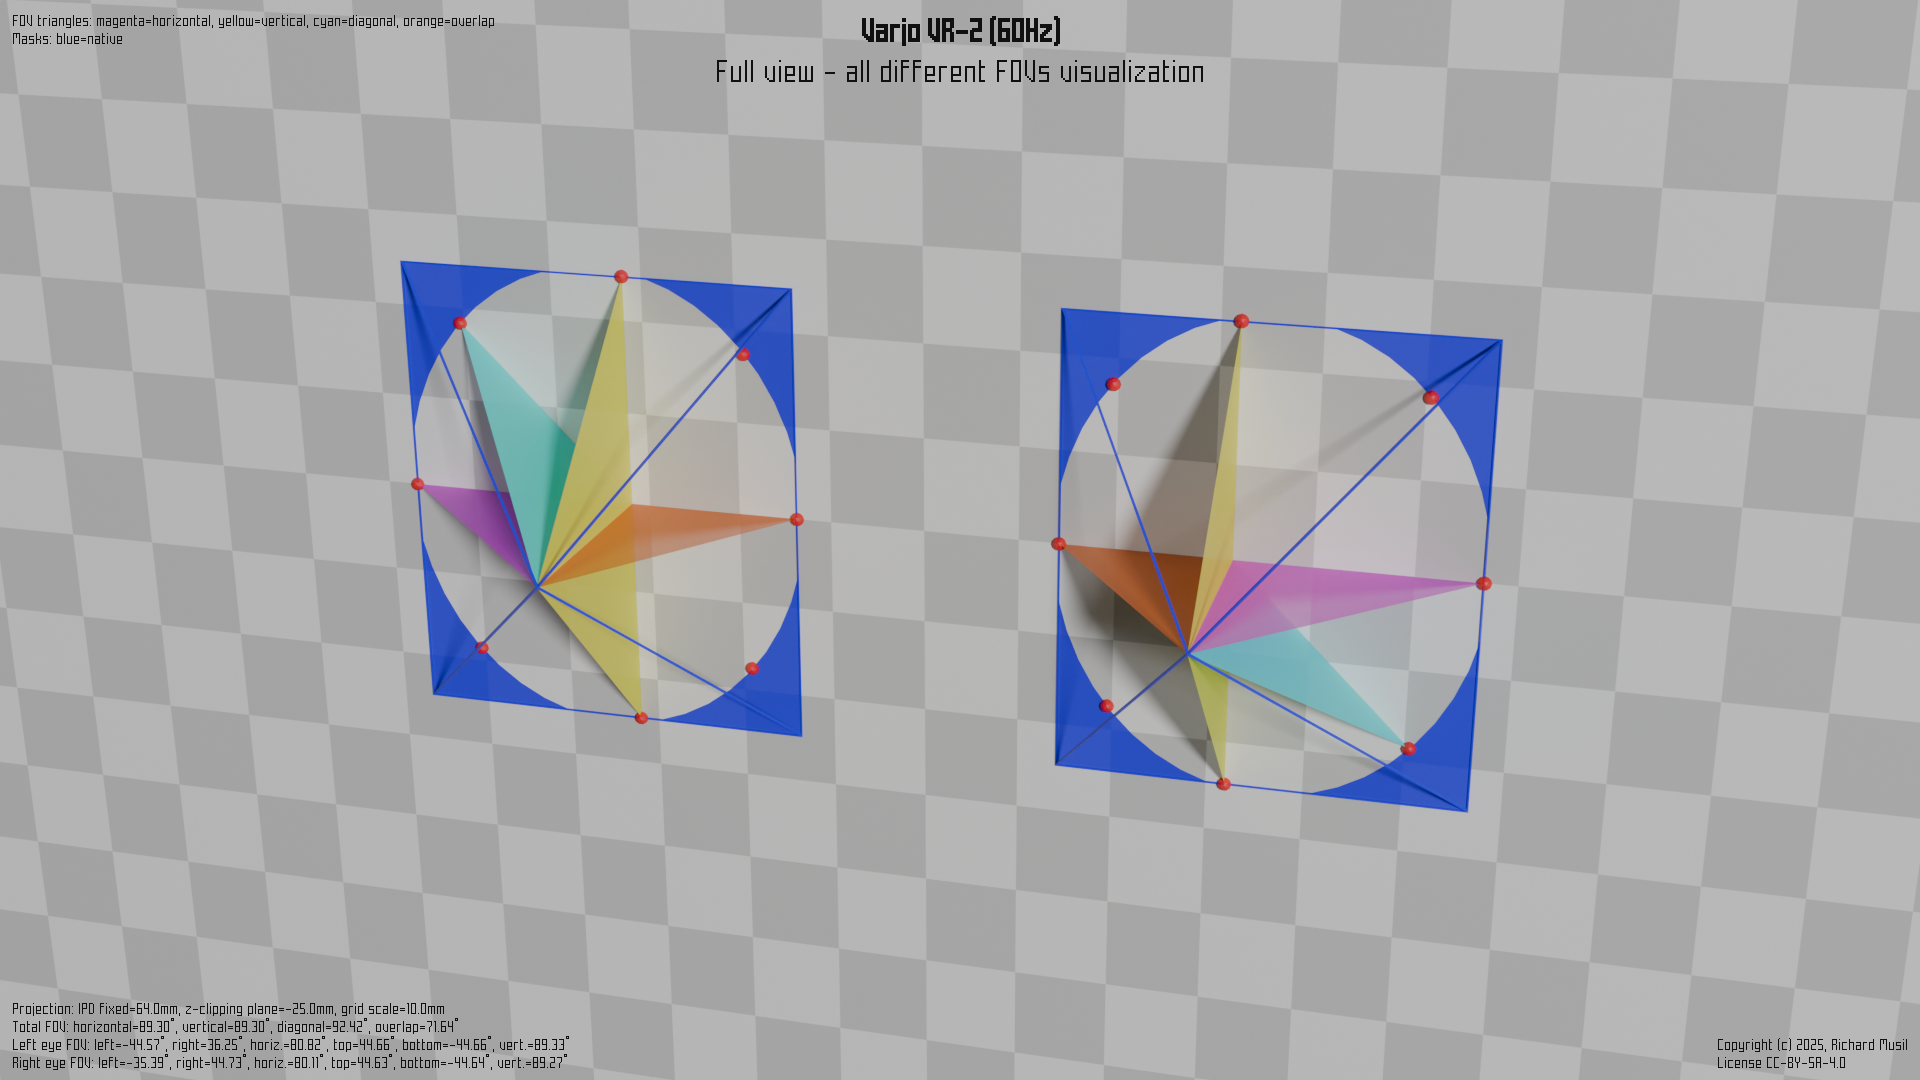 FOV triangles: magenta=horizontal, yellow=vertical, cyan=diagonal, orange=overlap
Masks: blue=native
Varjo VR-2 (60Hz)
Full view - all different FOVs visualization
Projection: IPD fixed=64.0mm, z-clipping plane=-25.0mm, grid scale=10.0mm
Total FOV: horizontal=89.30°, vertical=89.30°, diagonal=92.42°, overlap=71.64°
Left eye FOV: left=-44.57°, right=36.25°, horiz.=80.82°, top=44.66°, bottom=-44.66°, vert.=89.33°
Right eye FOV: left=-35.39°, right=44.73°, horiz.=80.11°, top=44.63°, bottom=-44.64°, vert.=89.27°
Copyright (c) 2025, Richard Musil
License CC-BY-SA-4.0